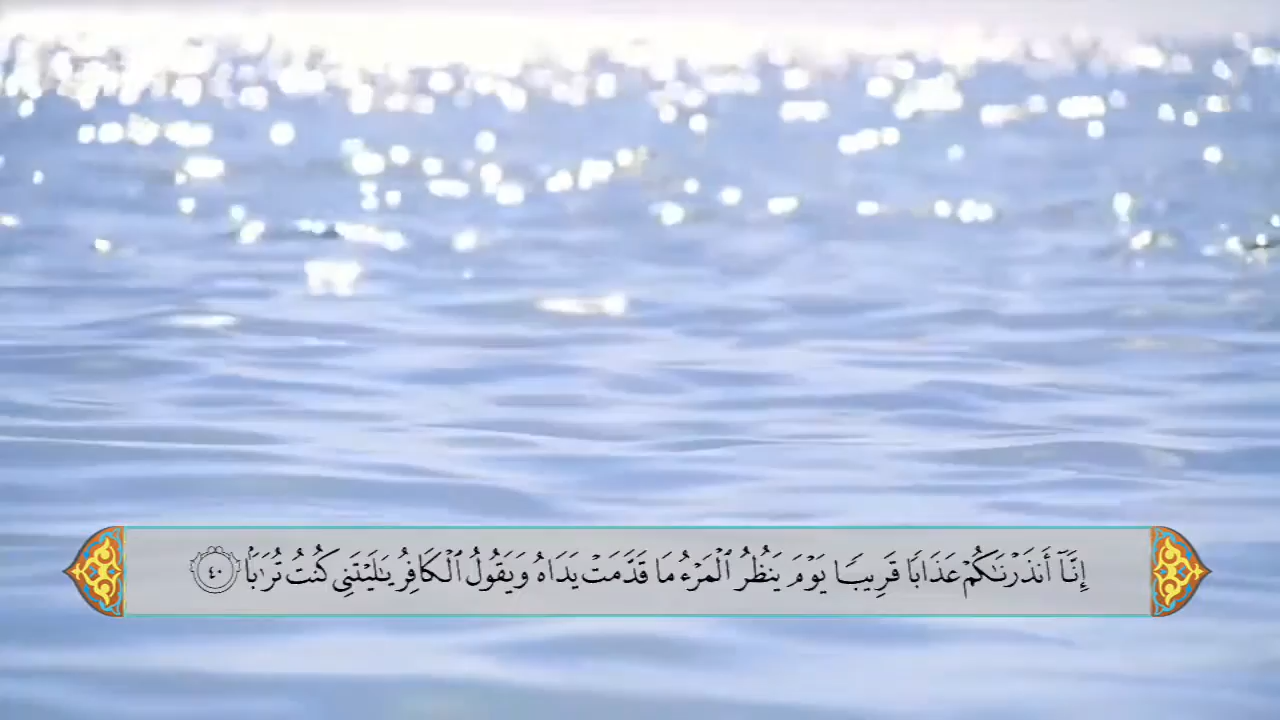 إِنَّآ أَنذَرْنَـٰكُمْ عَذَابًا قَرِيبًا يَوْمَ يَنظُرُ ٱلْمَرْءُ مَا قَدَّمَتْ يَدَاهُ وَيَقُولُ ٱلْكَافِرُ يَـٰلَيْتَنِى كُنتُ تُرَٰبَۢا ٤٠